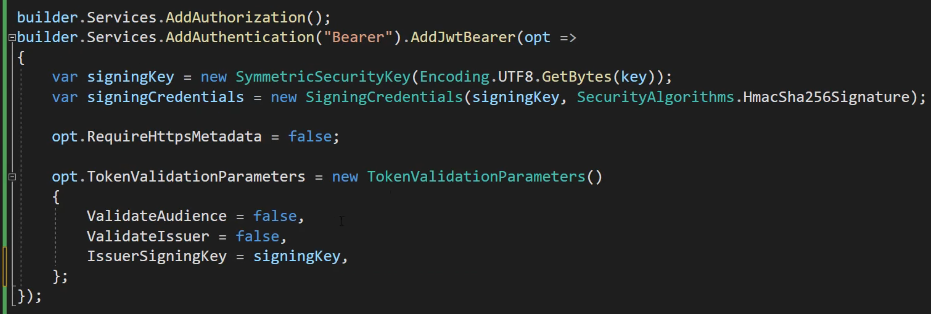 builder.Services.AddAuthorization();
builder.Services.AddAuthentication("Bearer").AddJwtBearer(opt =>
{
    var signingKey = new SymmetricSecurityKey(Encoding.UTF8.GetBytes(key));
    var signingCredentials = new SigningCredentials(signingKey, SecurityAlgorithms.HmacSha256Signature);
    opt.RequireHttpsMetadata = false;
    opt.TokenValidationParameters = new TokenValidationParameters()
    {
        ValidateAudience = false,
        ValidateIssuer = false,
        IssuerSigningKey = signingKey,
    };
});